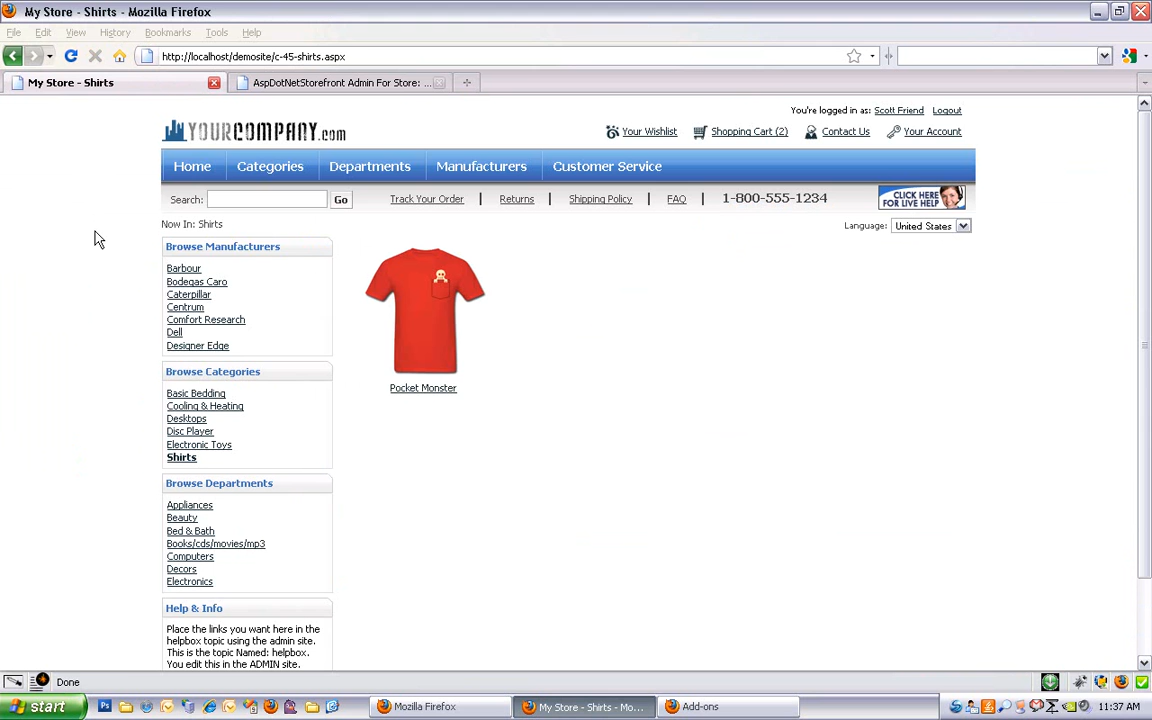 My Store - Shirts - Mozilla Firefox
File Edit View History Bookmarks Tools Help
http://localhost/demosite/c-45-shirts.aspx
My Store - Shirts
AspDotNetStorefront Admin For Store: ...
You're logged in as: Scott Friend Logout
YOURCOMPANY.com
Your Wishlist Shopping Cart (2) Contact Us Your Account
Home Categories Departments Manufacturers Customer Service
Search: Go Track Your Order | Returns | Shipping Policy | FAQ | 1-800-555-1234 CLICK HERE FOR LIVE HELP
Now In: Shirts
Language: United States
Browse Manufacturers
Barbour
Bodegas Caro
Caterpillar
Centrum
Comfort Research
Dell
Designer Edge
Pocket Monster
Browse Categories
Basic Bedding
Cooling & Heating
Desktops
Disc Player
Electronic Toys
Shirts
Browse Departments
Appliances
Beauty
Bed & Bath
Books/cds/movies/mp3
Computers
Decors
Electronics
Help & Info
Place the links you want here in the
helpbox topic using the admin site.
This is the topic Named: helpbox.
You edit this in the ADMIN site.
Done
start Mozilla Firefox My Store - Shirts - Mo... Add-ons 11:37 AM